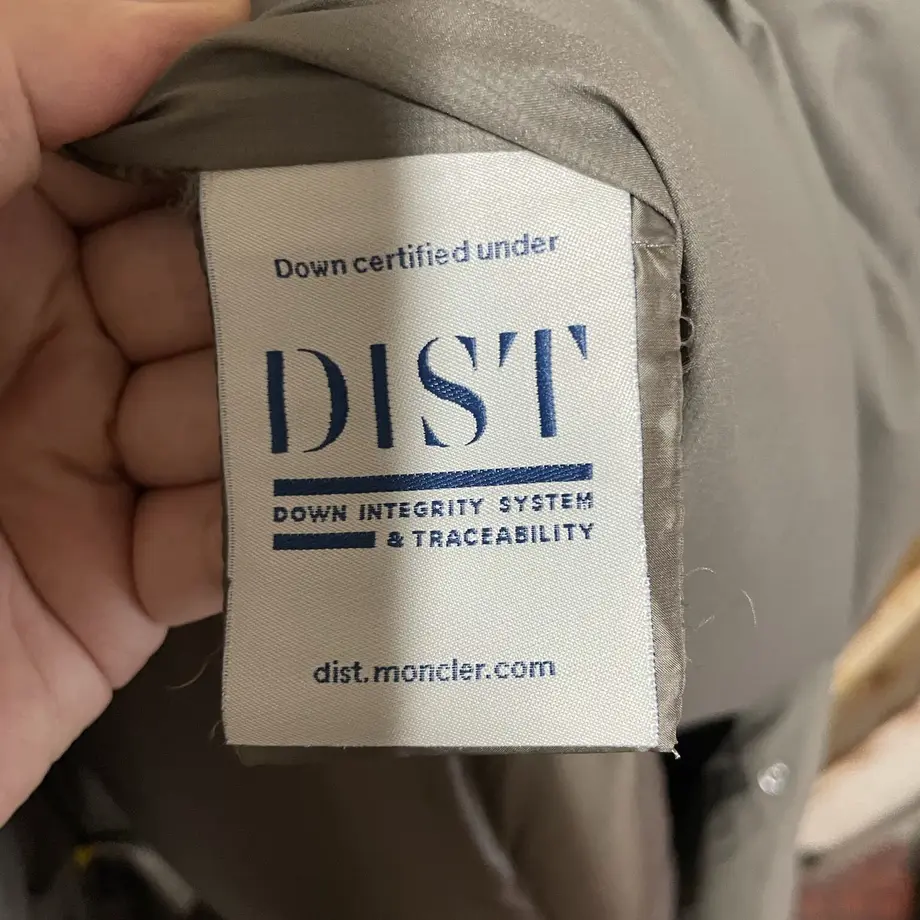 Down certified under
DIST
DOWN INTEGRITY SYSTEM
& TRACEABILITY
dist.moncler.com